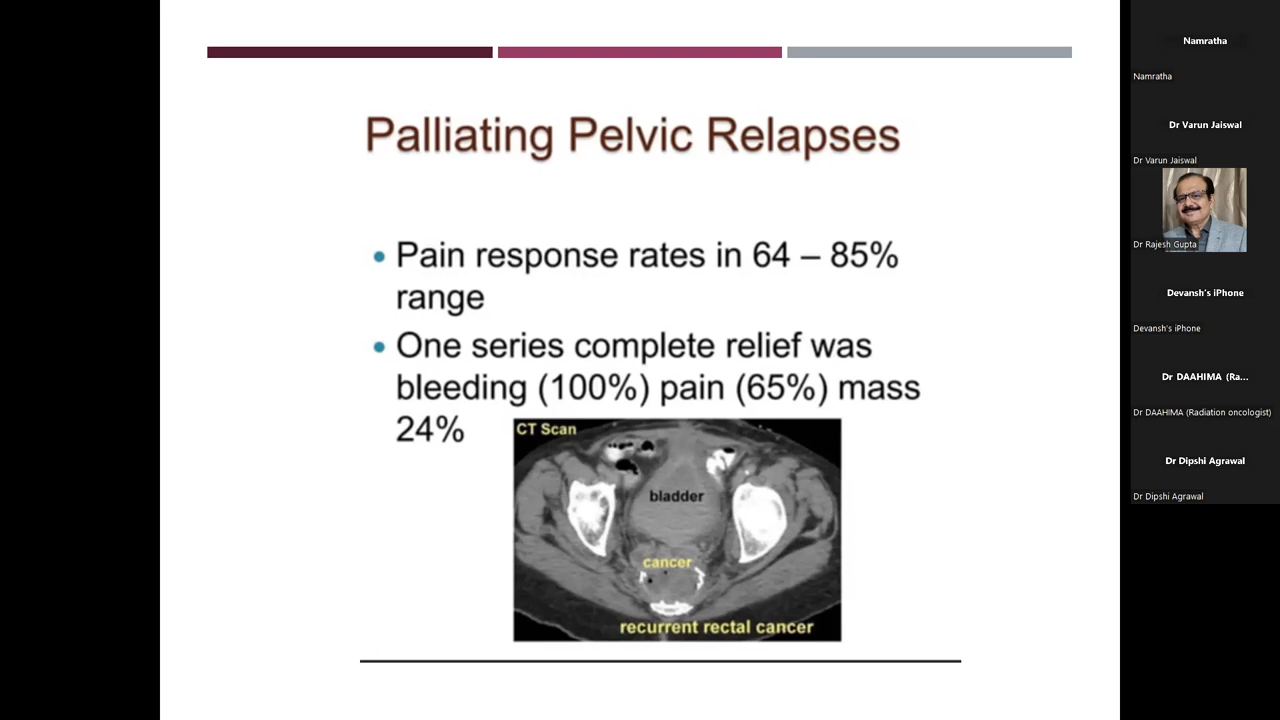 Palliating Pelvic Relapses
• Pain response rates in 64 – 85%
range
• One series complete relief was
bleeding (100%) pain (65%) mass
24%
CT Scan
bladder
cancer
recurrent rectal cancer
Namratha
Namratha
Dr Varun Jaiswal
Dr Varun Jaiswal
Dr Rajesh Gupta
Devansh's iPhone
Devansh's iPhone
Dr DAAHIMA (Ra...
Dr DAAHIMA (Radiation oncologist)
Dr Dipshi Agrawal
Dr Dipshi Agrawal